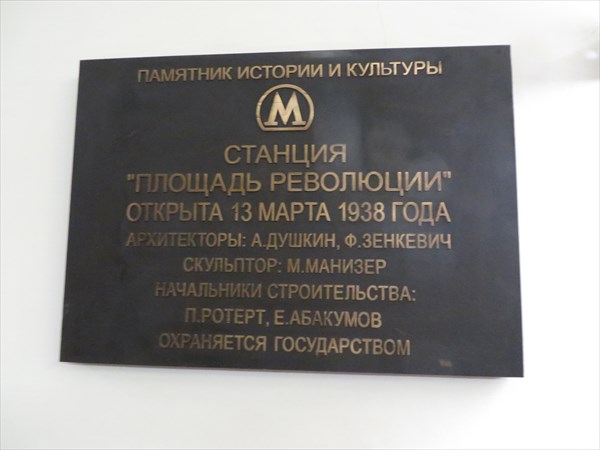 ПАМЯТНИК ИСТОРИИ И КУЛЬТУРЫ
М
СТАНЦИЯ
"ПЛОЩАДЬ РЕВОЛЮЦИИ"
ОТКРЫТА 13 МАРТА 1938 ГОДА
АРХИТЕКТОРЫ: А.ДУШКИН, Ф.ЗЕНКЕВИЧ
СКУЛЬПТОР: М.МАНИЗЕР
НАЧАЛЬНИКИ СТРОИТЕЛЬСТВА:
П.РОТЕРТ, Е.АБАКУМОВ
ОХРАНЯЕТСЯ ГОСУДАРСТВОМ